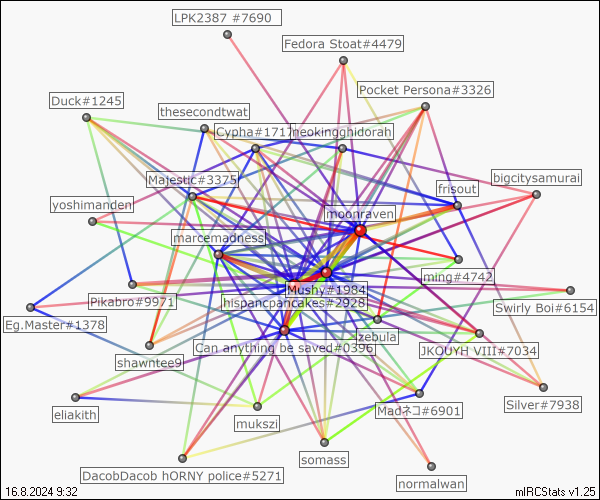 LPK2387 #7690
Fedora Stoat#4479
Pocket Persona#3326
Duck#1245
thesecondtwat
Cypha#1717
neokingghidorah
bigcitysamurai
Majestic#3375
frisout
yoshimanden
moonraven
marcemadness
ming#4742
Mushy#1984
Pikabro#9971
hispancpancakes#2928
Swirly Boi#6154
Eg.Master#1378
zebula
Can anything be saved#0396
JKOUYH VIII#7034
shawntee9
Silver#7938
eliakith
Madネコ#6901
mukszi
somass
DacobDacob hORNY police#5271
normalwan
16.8.2024 9:32
mIRCStats v1.25